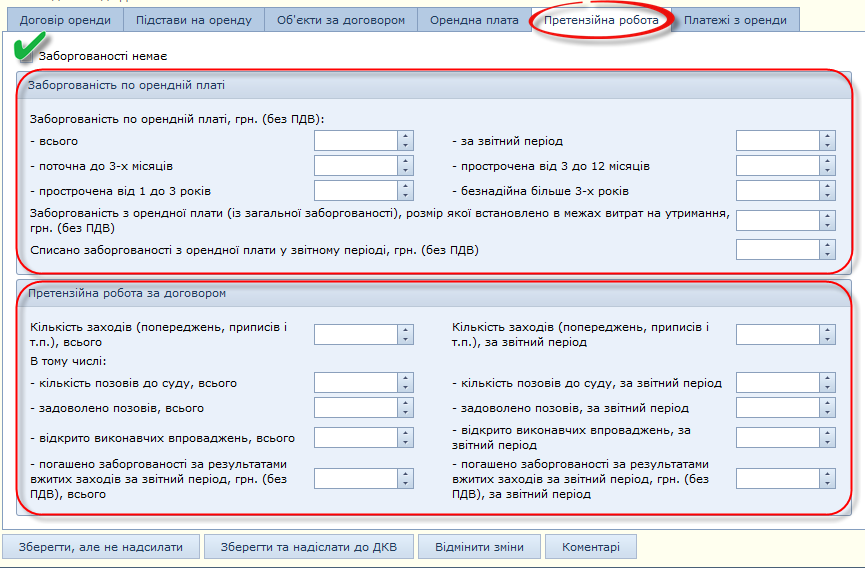 Договір оренди Підстави на оренду Об'єкти за договором Орендна плата Претензійна робота Платежі з оренди
Заборгованості немає
Заборгованість по орендній платі
Заборгованість по орендній платі, грн. (без ПДВ):
- всього - за звітний період
- поточна до 3-х місяців - прострочена від 3 до 12 місяців
- прострочена від 1 до 3 років - безнадійна більше 3-х років
Заборгованість з орендної плати (із загальної заборгованості), розмір якої встановлено в межах витрат на утримання,
грн. (без ПДВ)
Списано заборгованості з орендної плати у звітному періоді, грн. (без ПДВ)
Претензійна робота за договором
Кількість заходів (попереджень, приписів і
т.п.), всього
Кількість заходів (попереджень, приписів і
т.п.), за звітний період
В тому числі:
- кількість позовів до суду, всього - кількість позовів до суду, за звітний період
- задоволено позовів, всього - задоволено позовів, за звітний період
- відкрито виконавчих впроваджень, всього
- відкрито виконавчих впроваджень, за
звітний період
- погашено заборгованості за результатами
вжитих заходів за звітний період, грн. (без
ПДВ), всього
- погашено заборгованості за результатами
вжитих заходів за звітний період, грн. (без
ПДВ), за звітний період
Зберегти, але не надсилати Зберегти та надіслати до ДКВ Відмінити зміни Коментарі